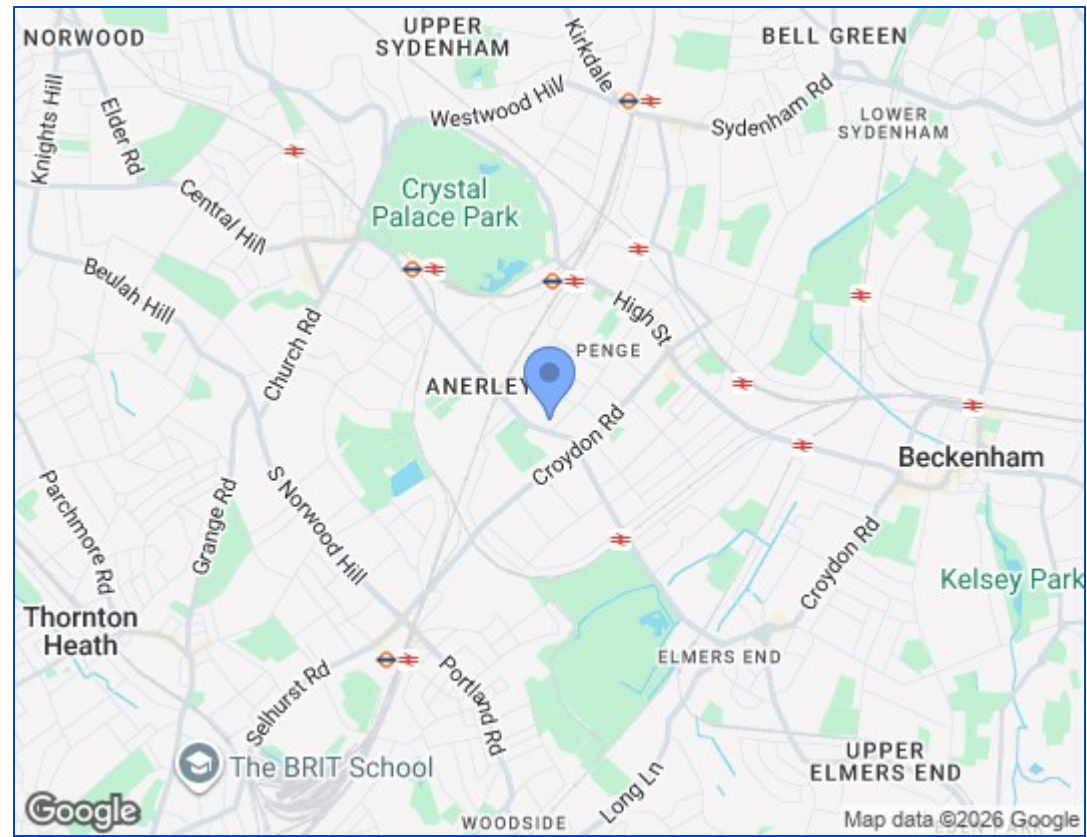 NORWOOD
UPPER
SYDENHAM
Kirkdale
BELL GREEN
Knights Hill
Elder Rd
Westwood Hill
Sydenham Rd
LOWER
SYDENHAM
Central Hill
Crystal
Palace Park
Beulah Hill
Church Rd
High St
PENGE
ANERLEY
Croydon Rd
Beckenham
Parchmore Rd
Grange Rd
S Norwood Hill
Croydon Rd
Kelsey Park
Thornton
Heath
ELMERS END
Selhurst Rd
Portland Rd
The BRIT School
Long Ln
UPPER
ELMERS END
Google
WOODSIDE
Map data ©2026 Google